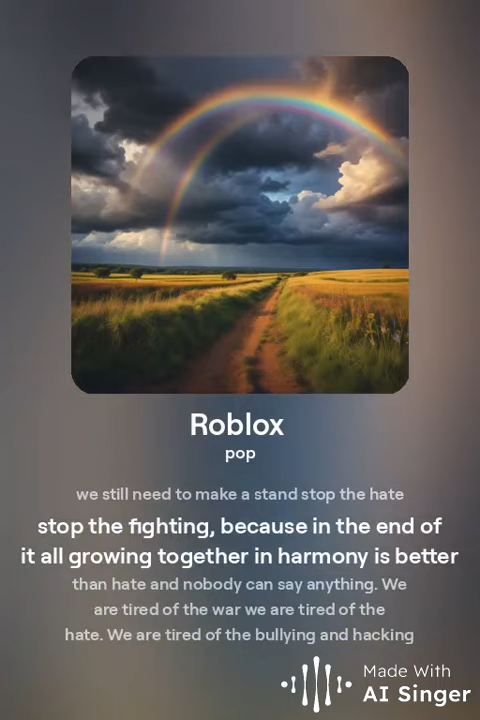 Roblox
pop
we still need to make a stand stop the hate
stop the fighting, because in the end of
it all growing together in harmony is better
than hate and nobody can say anything. We
are tired of the war we are tired of the
hate. We are tired of the bullying and hacking
Made With
AI Singer